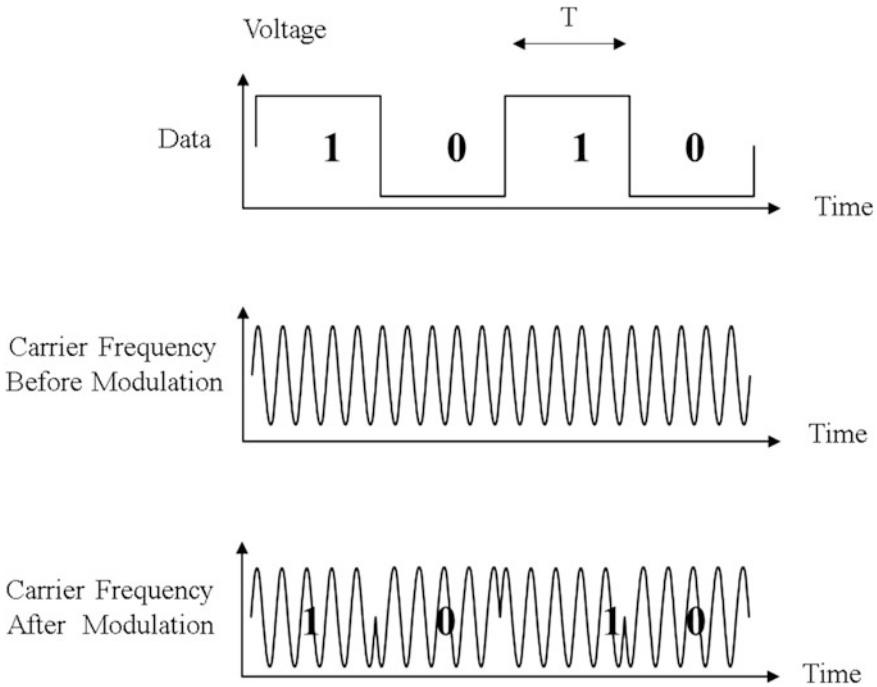 Voltage
T
Data
1 0 1 0
Time
Carrier Frequency
Before Modulation
Time
Carrier Frequency
After Modulation
1 0 1 0
Time